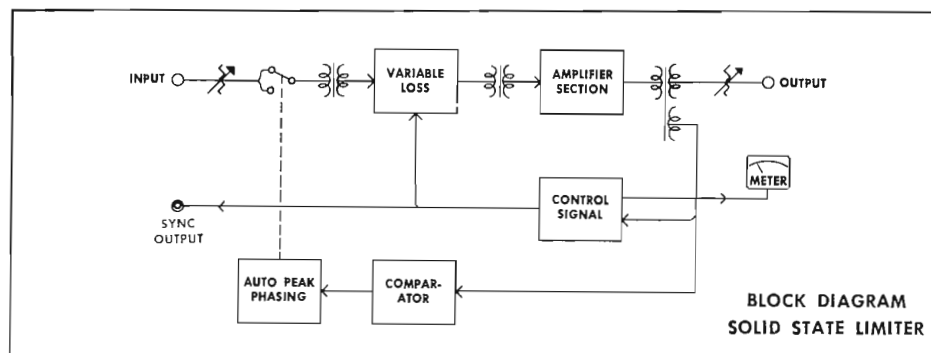 INPUT
VARIABLE
LOSS
AMPLIFIER
SECTION
OUTPUT
METER
CONTROL
SIGNAL
SYNC
OUTPUT
AUTO PEAK
PHASING
COMPAR-
ATOR
BLOCK DIAGRAM
SOLID STATE LIMITER